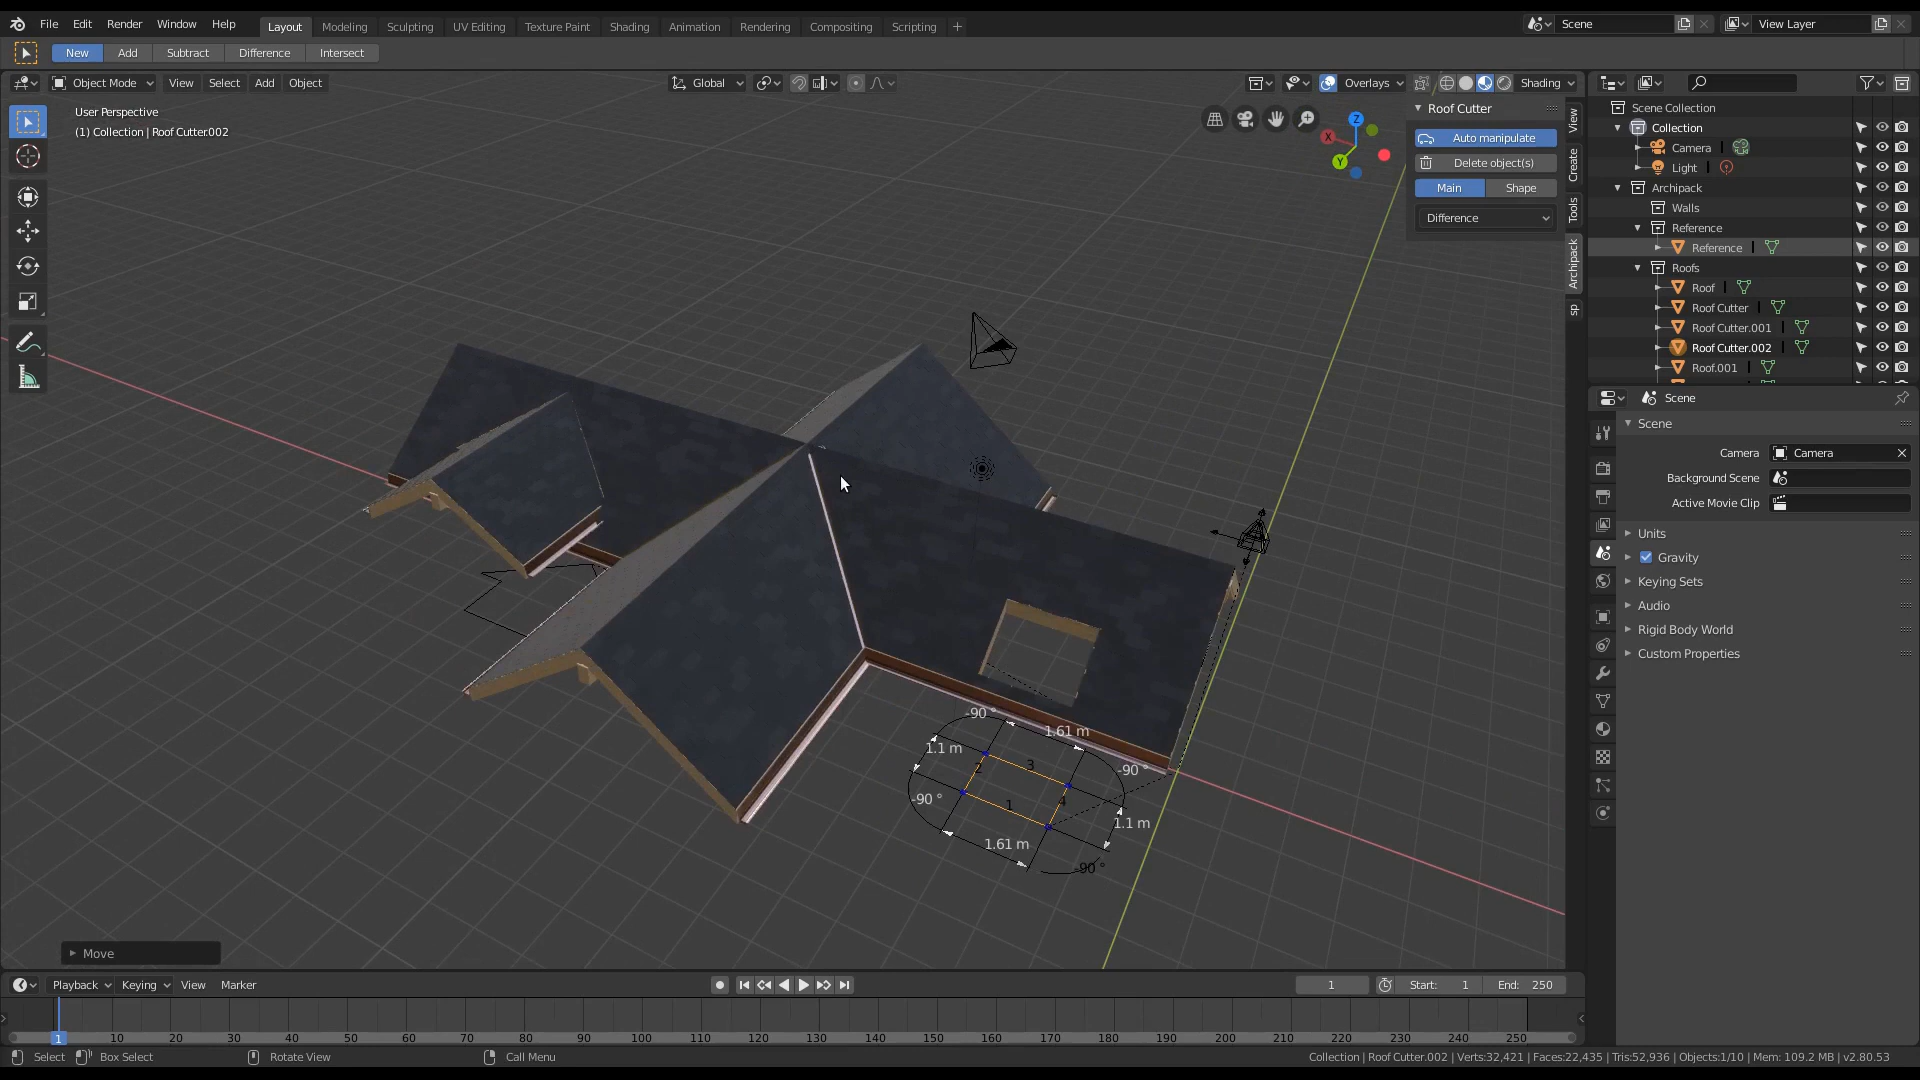 File Edit Render Window Help Layout Modeling Sculpting UV Editing Texture Paint Shading Animation Rendering Compositing Scripting + Scene View Layer
New Add Subtract Difference Intersect
Object Mode View Select Add Object Global Overlays Shading
User Perspective
(1) Collection | Roof Cutter.002
Z
X
Y
Roof Cutter
Auto manipulate
Delete object(s)
Main Shape
Difference
View
Create
Tools
Archipack
sp
-90 °
1.61 m
1.1 m
3
2
-90 °
-90 °
1
4
1.1 m
1.61 m
-90 °
Move
Scene Collection
Collection
Camera
Light
Archipack
Walls
Reference
Reference
Roofs
Roof
Roof Cutter
Roof Cutter.001
Roof Cutter.002
Roof.001
Scene
Scene
Camera Camera
Background Scene
Active Movie Clip
Units
Gravity
Keying Sets
Audio
Rigid Body World
Custom Properties
Playback Keying View Marker 1 Start: 1 End: 250
1 10 20 30 40 50 60 70 80 90 100 110 120 130 140 150 160 170 180 190 200 210 220 230 240 250
Select Box Select Rotate View Call Menu Collection | Roof Cutter.002 | Verts:32,421 | Faces:22,435 | Tris:52,936 | Objects:1/10 | Mem: 109.2 MB | v2.80.53